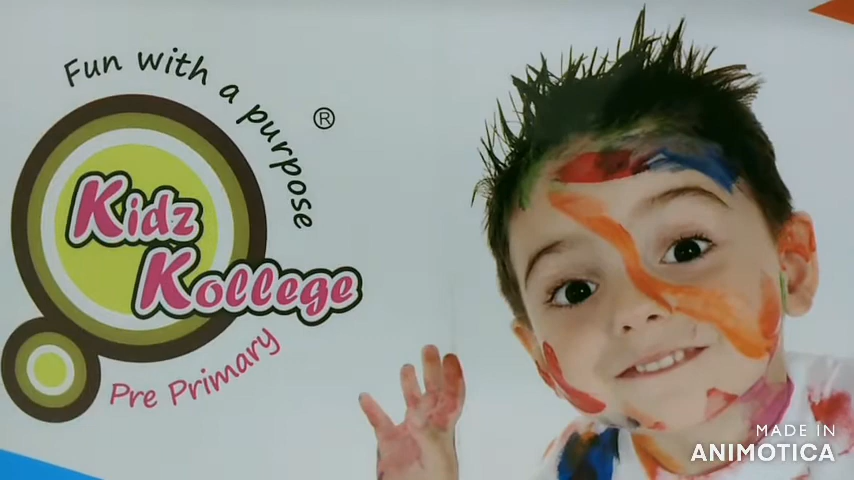 Fun with a purpose
®
Kidz
Kollege
Pre Primary
MADE IN
ANIMOTICA